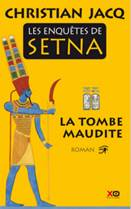 CHRISTIAN JACQ
LES ENQUÊTES DE
SETNA
LA TOMBE
MAUDITE
ROMAN
XO